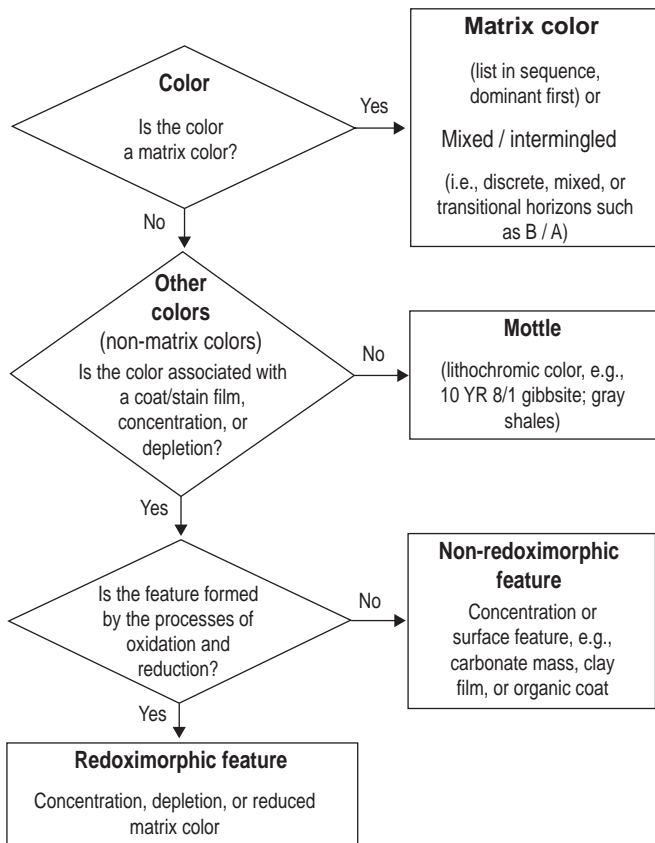 Color
Is the color
a matrix color?
Yes
Matrix color
(list in sequence,
dominant first) or
Mixed / intermingled
(i.e., discrete, mixed, or
transitional horizons such
as B / A)
No
Other
colors
(non-matrix colors)
Is the color associated with
a coat/stain film,
concentration, or
depletion?
No
Mottle
(lithochromic color, e.g.,
10 YR 8/1 gibbsite; gray
shales)
Yes
Is the feature formed
by the processes of
oxidation and
reduction?
No
Non-redoximorphic
feature
Concentration or
surface feature, e.g.,
carbonate mass, clay
film, or organic coat
Yes
Redoximorphic feature
Concentration, depletion, or reduced
matrix color